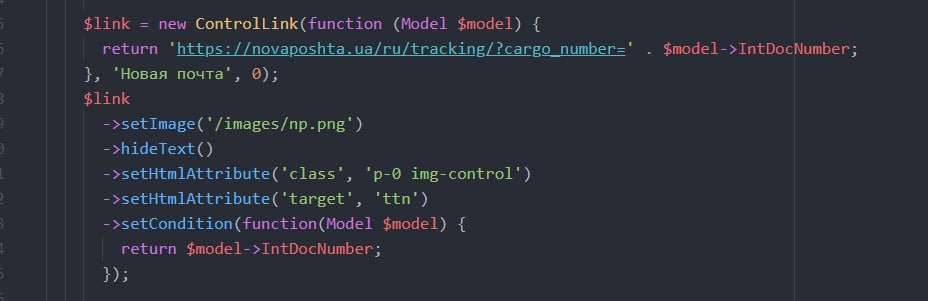 $link = new ControlLink(function (Model $model) {
return 'https://novaposhta.ua/ru/tracking/?cargo_number=' . $model->IntDocNumber;
}, 'Новая почта', 0);
$link
->setImage('/images/np.png')
->hideText()
->setHtmlAttribute('class', 'p-0 img-control')
->setHtmlAttribute('target', 'ttn')
->setCondition(function(Model $model) {
return $model->IntDocNumber;
});